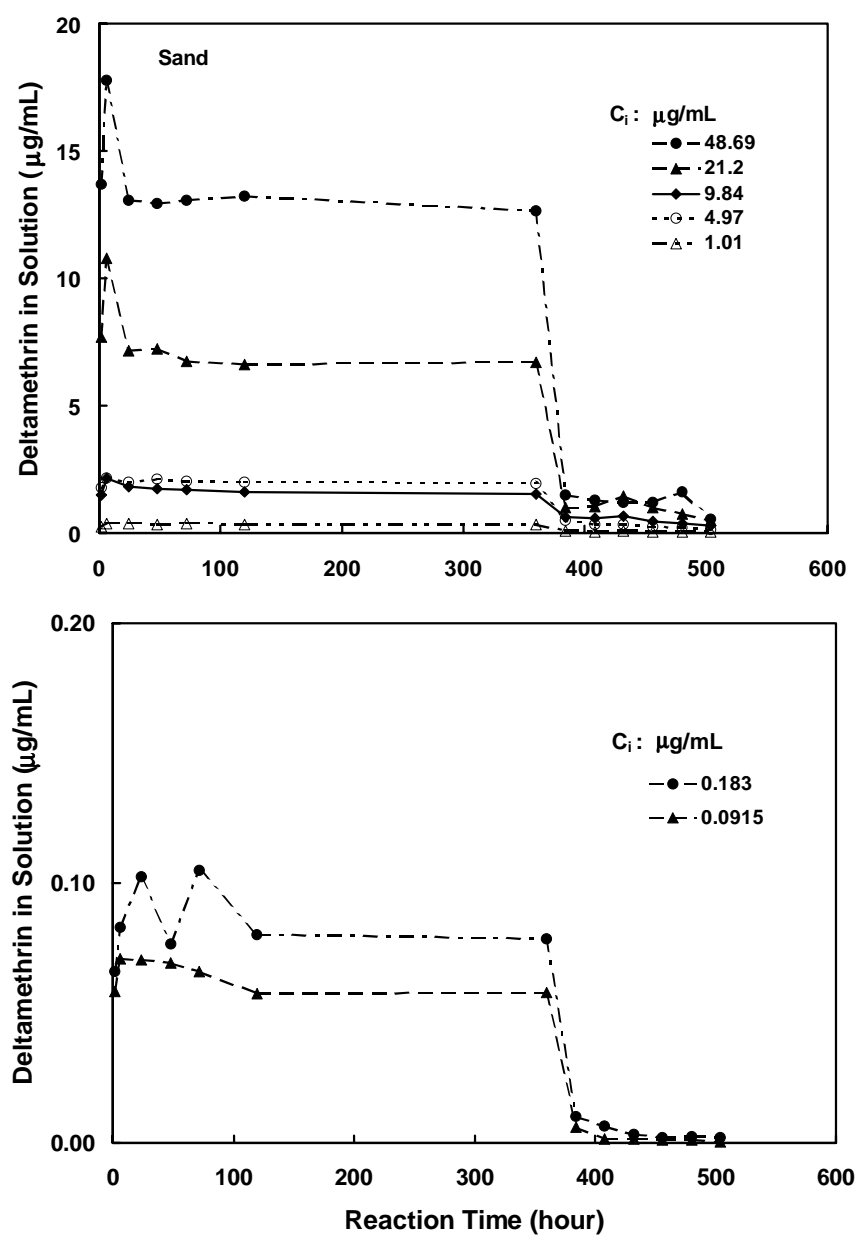 20
15
10
5
0
Deltamethrin in Solution (μg/mL)
Sand
Cᵢ : μg/mL
48.69
21.2
9.84
4.97
1.01
0 100 200 300 400 500 600
0.20
0.10
0.00
Deltamethrin in Solution (μg/mL)
Cᵢ : μg/mL
0.183
0.0915
0 100 200 300 400 500 600
Reaction Time (hour)